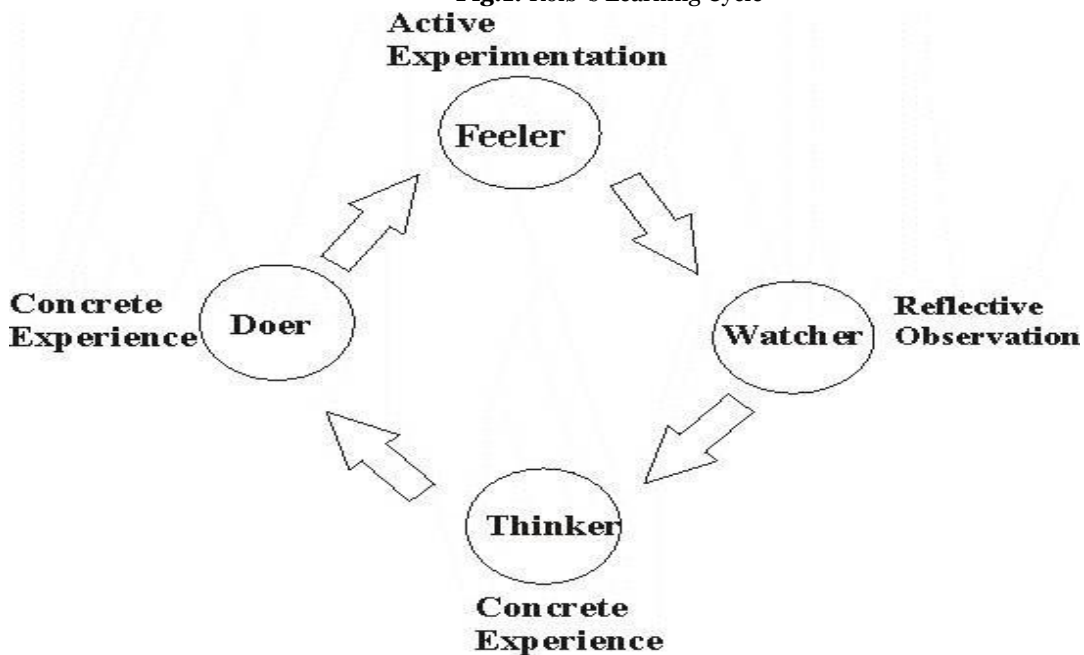 Active
Experimentation
Feeler
Concrete
Experience
Doer
Watcher
Reflective
Observation
Thinker
Concrete
Experience